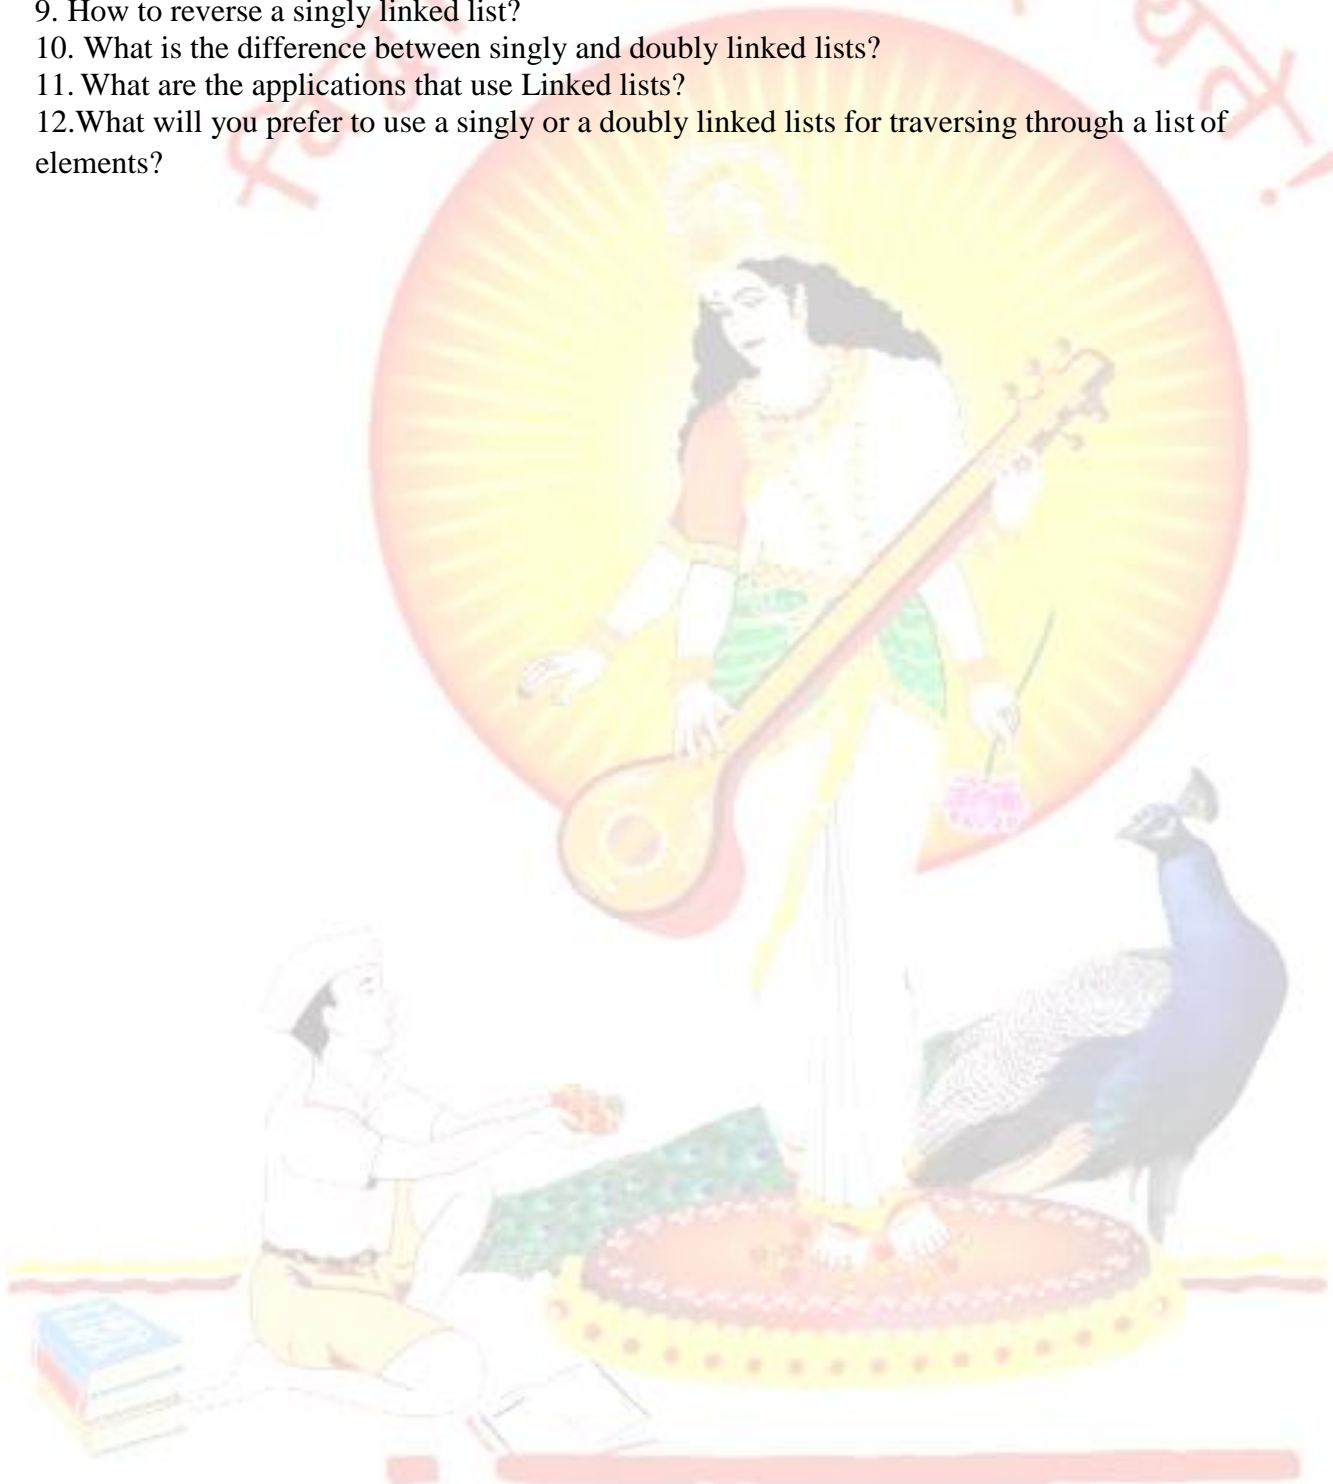 9. How to reverse a singly linked list?
10. What is the difference between singly and doubly linked lists?
11. What are the applications that use Linked lists?
12.What will you prefer to use a singly or a doubly linked lists for traversing through a list of
elements?